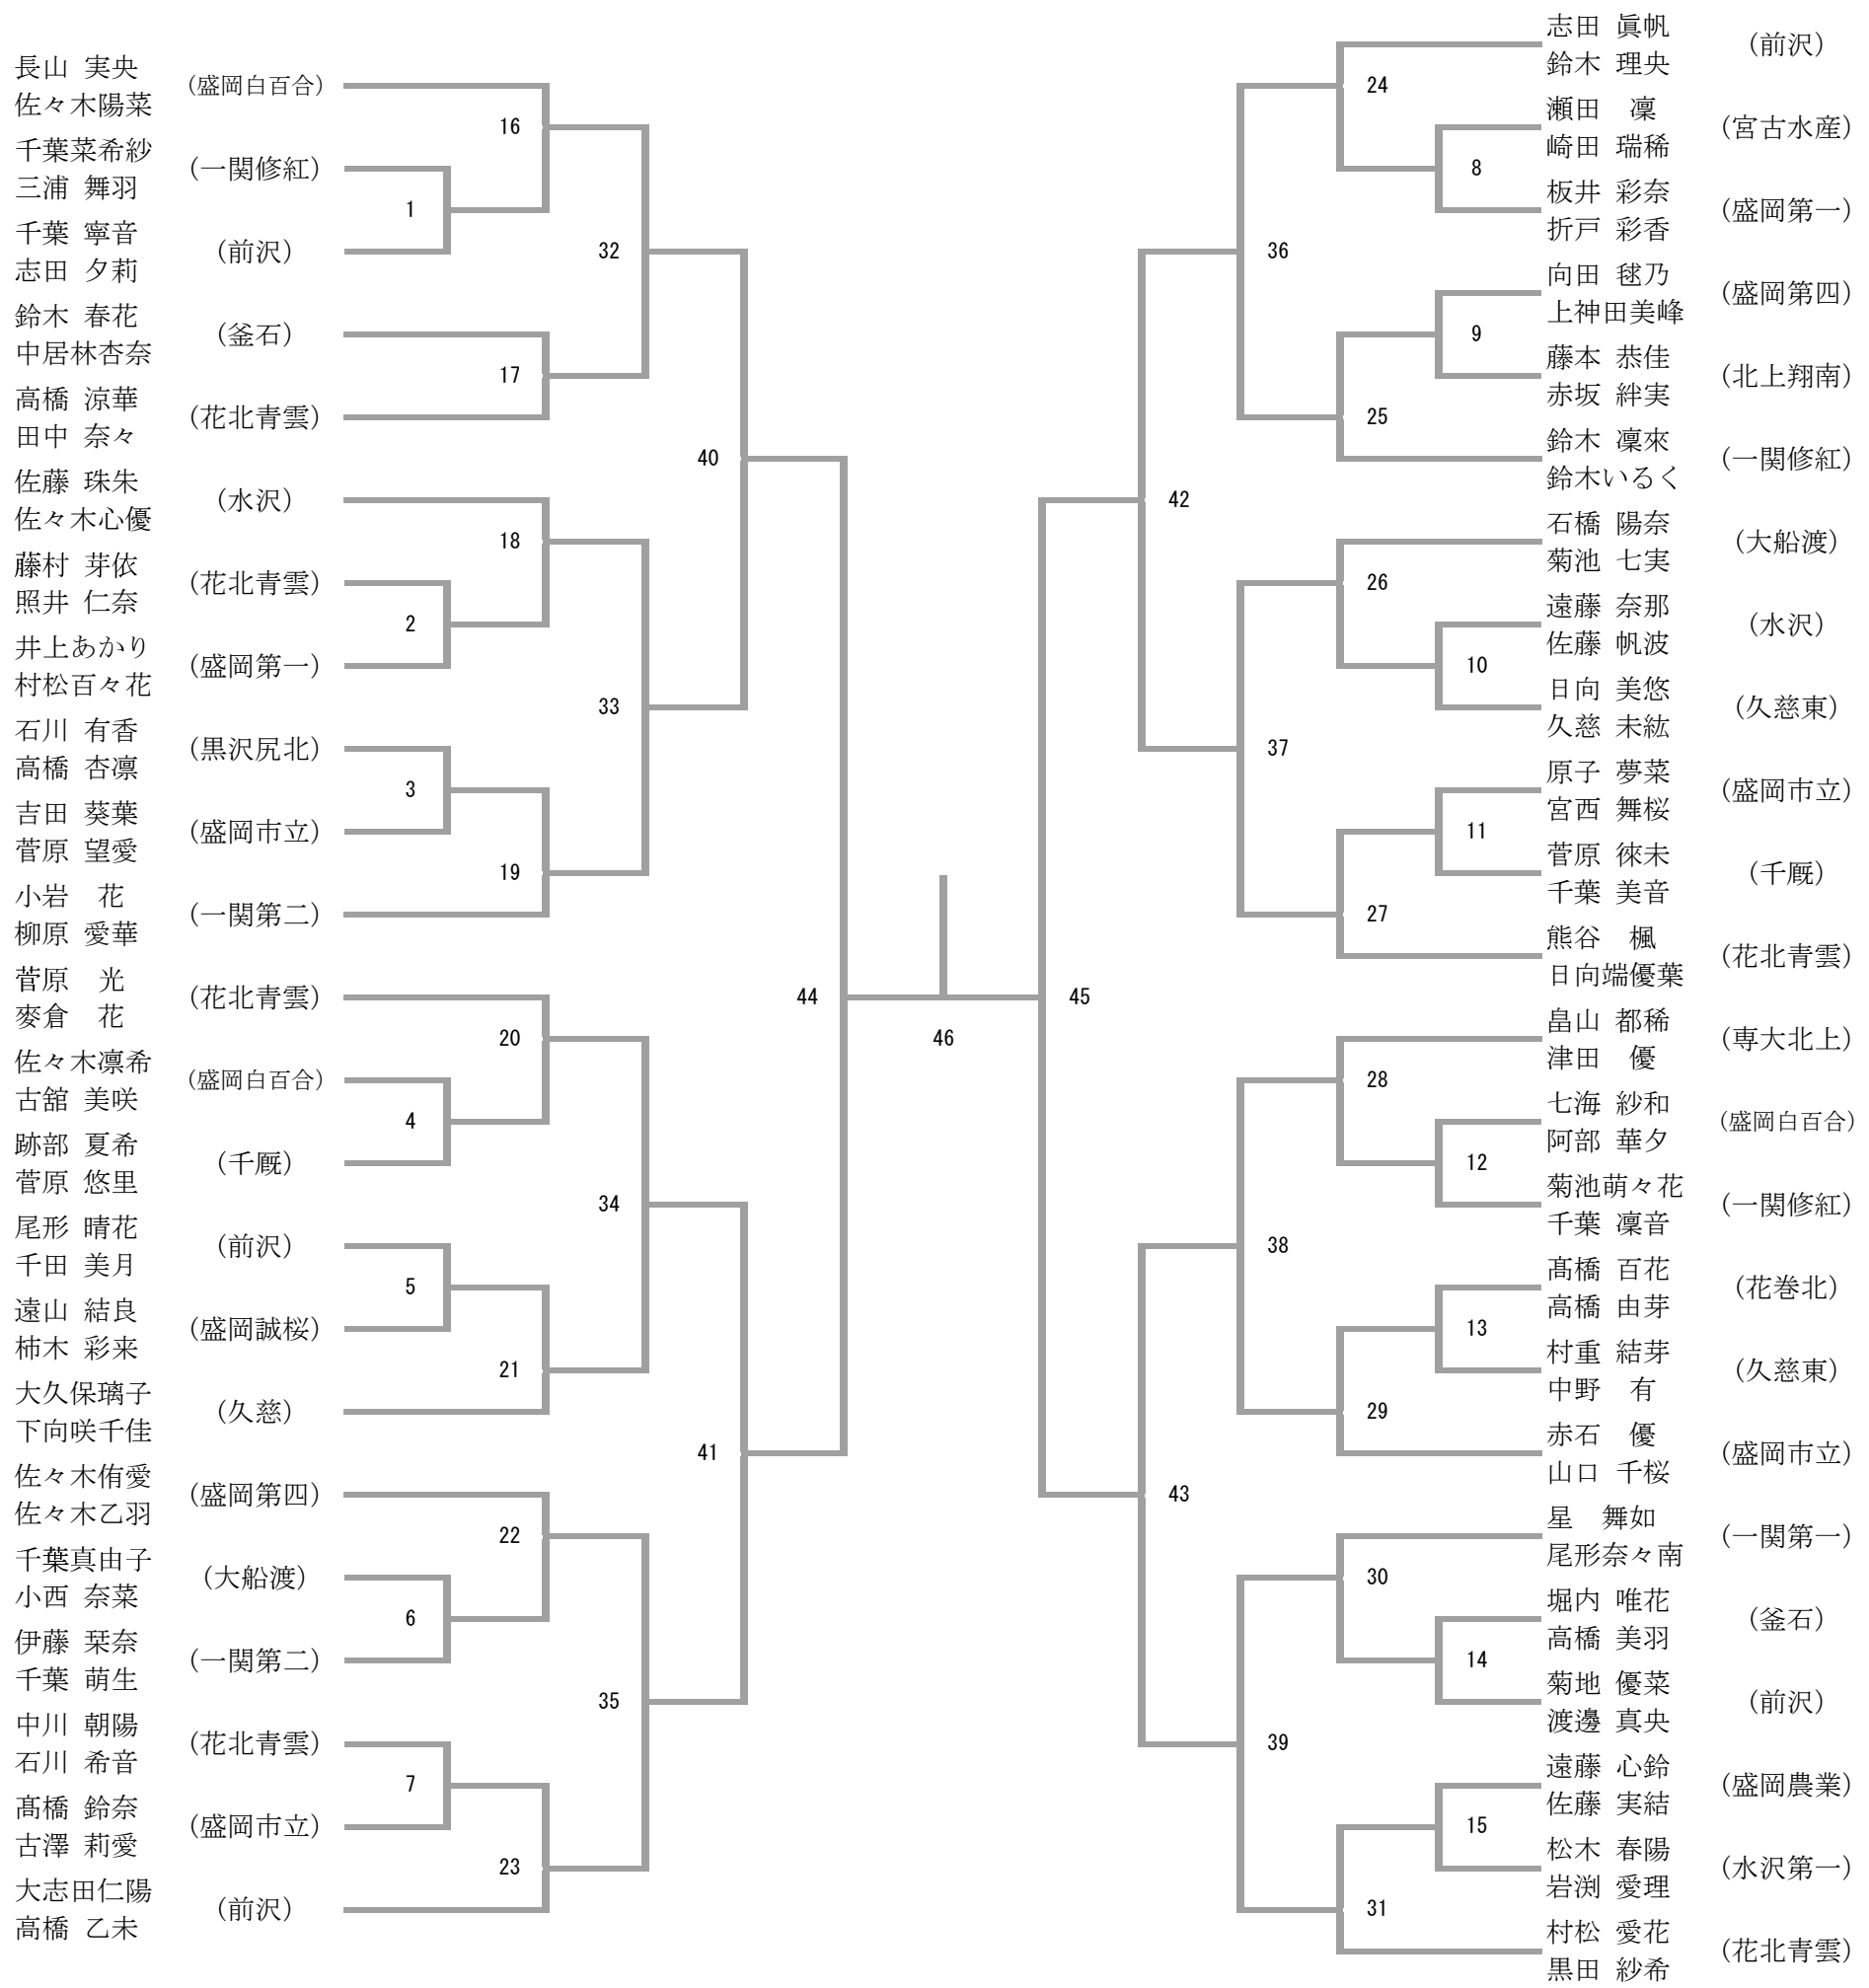 長山 実央
佐々木陽菜
(盛岡白百合)
千葉菜希紗
三浦 舞羽
(一関修紅)
千葉 寧音
志田 夕莉
(前沢)
鈴木 春花
中居林杏奈
(釜石)
高橋 涼華
田中 奈々
(花北青雲)
佐藤 珠朱
佐々木心優
(水沢)
藤村 芽依
照井 仁奈
(花北青雲)
井上あかり
村松百々花
(盛岡第一)
石川 有香
高橋 杏凛
(黒沢尻北)
吉田 葵葉
菅原 望愛
(盛岡市立)
小岩 花
柳原 愛華
(一関第二)
菅原 光
麥倉 花
(花北青雲)
佐々木凛希
古舘 美咲
(盛岡白百合)
跡部 夏希
菅原 悠里
(千厩)
尾形 晴花
千田 美月
(前沢)
遠山 結良
柿木 彩来
(盛岡誠桜)
大久保璃子
下向咲千佳
(久慈)
佐々木侑愛
佐々木乙羽
(盛岡第四)
千葉真由子
小西 奈菜
(大船渡)
伊藤 栞奈
千葉 萌生
(一関第二)
中川 朝陽
石川 希音
(花北青雲)
髙橋 鈴奈
古澤 莉愛
(盛岡市立)
大志田仁陽
高橋 乙未
(前沢)
1
2
3
4
5
6
7
16
17
18
19
20
21
22
23
32
33
34
35
40
41
44
46
45
42
43
36
37
38
39
24
25
26
27
28
29
30
31
8
9
10
11
12
13
14
15
志田 眞帆
鈴木 理央
(前沢)
瀬田 凜
崎田 瑞稀
(宮古水産)
板井 彩奈
折戸 彩香
(盛岡第一)
向田 毬乃
上神田美峰
(盛岡第四)
藤本 恭佳
赤坂 絆実
(北上翔南)
鈴木 凜來
鈴木いるく
(一関修紅)
石橋 陽奈
菊池 七実
(大船渡)
遠藤 奈那
佐藤 帆波
(水沢)
日向 美悠
久慈 未紘
(久慈東)
原子 夢菜
宮西 舞桜
(盛岡市立)
菅原 徠未
千葉 美音
(千厩)
熊谷 楓
日向端優葉
(花北青雲)
畠山 都稀
津田 優
(専大北上)
七海 紗和
阿部 華夕
(盛岡白百合)
菊池萌々花
千葉 凜音
(一関修紅)
髙橋 百花
高橋 由芽
(花巻北)
村重 結芽
中野 有
(久慈東)
赤石 優
山口 千桜
(盛岡市立)
星 舞如
尾形奈々南
(一関第一)
堀内 唯花
高橋 美羽
(釜石)
菊地 優菜
渡邊 真央
(前沢)
遠藤 心鈴
佐藤 実結
(盛岡農業)
松木 春陽
岩渕 愛理
(水沢第一)
村松 愛花
黒田 紗希
(花北青雲)